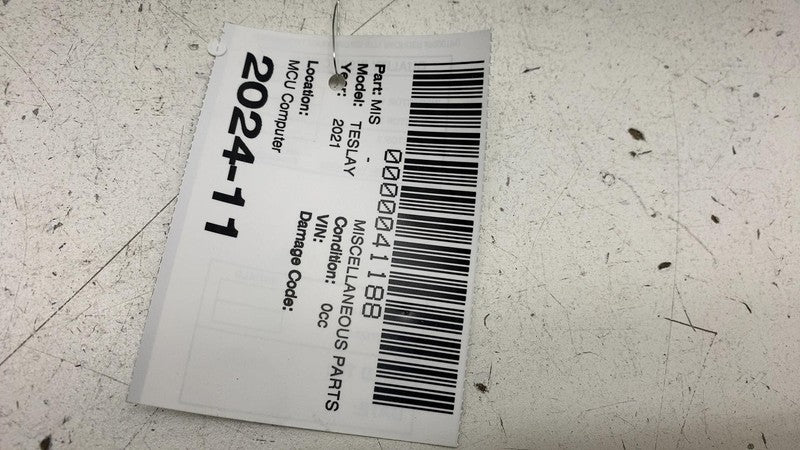 0000041188
Part: MIS - MISCELLANEOUS PARTS
Model: TESLAY Condition: 0cc
Year: 2021 VIN:
Damage Code:
Location:
MCU Computer
2024-11